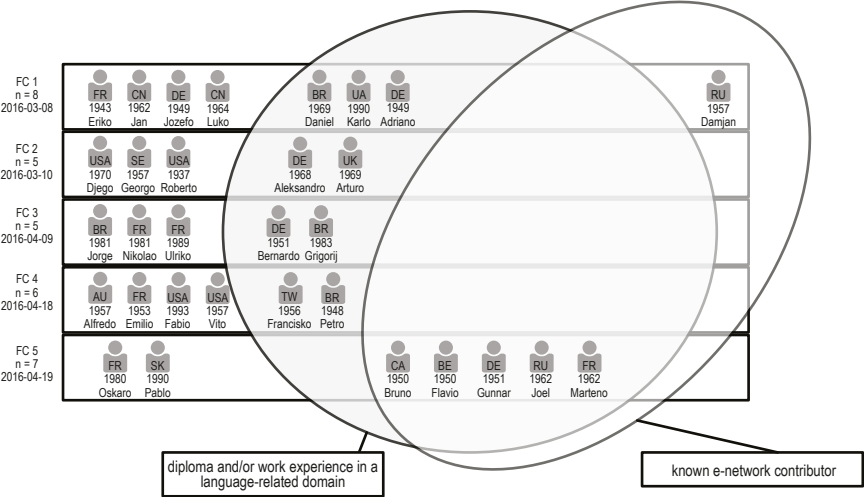 FC 1
n = 8
2016-03-08
FR CN DE CN BR UA DE RU
1943 1962 1949 1964 1969 1990 1949 1957
Eriko Jan Jozefo Luko Daniel Karlo Adriano Damjan
FC 2
n = 5
2016-03-10
USA SE USA DE UK
1970 1957 1937 1968 1969
Djego Georgo Roberto Aleksandro Arturo
FC 3
n = 5
2016-04-09
BR FR FR DE BR
1981 1981 1989 1951 1983
Jorge Nikolao Ulriko Bernardo Grigorij
FC 4
n = 6
2016-04-18
AU FR USA USA TW BR
1957 1953 1993 1957 1956 1948
Alfredo Emilio Fabio Vito Francisko Petro
FC 5
n = 7
2016-04-19
FR SK CA BE DE RU FR
1980 1990 1950 1950 1951 1962 1962
Oskaro Pablo Bruno Flavio Gunnar Joel Marteno
diploma and/or work experience in a
language-related domain
known e-network contributor